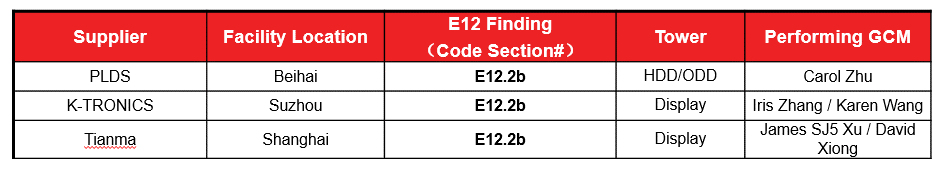 Supplier Facility Location E12 Finding （Code Section#） Tower Performing GCM
PLDS Beihai E12.2b HDD/ODD Carol Zhu
K-TRONICS Suzhou E12.2b Display Iris Zhang / Karen Wang
Tianma Shanghai E12.2b Display James SJ5 Xu / David Xiong